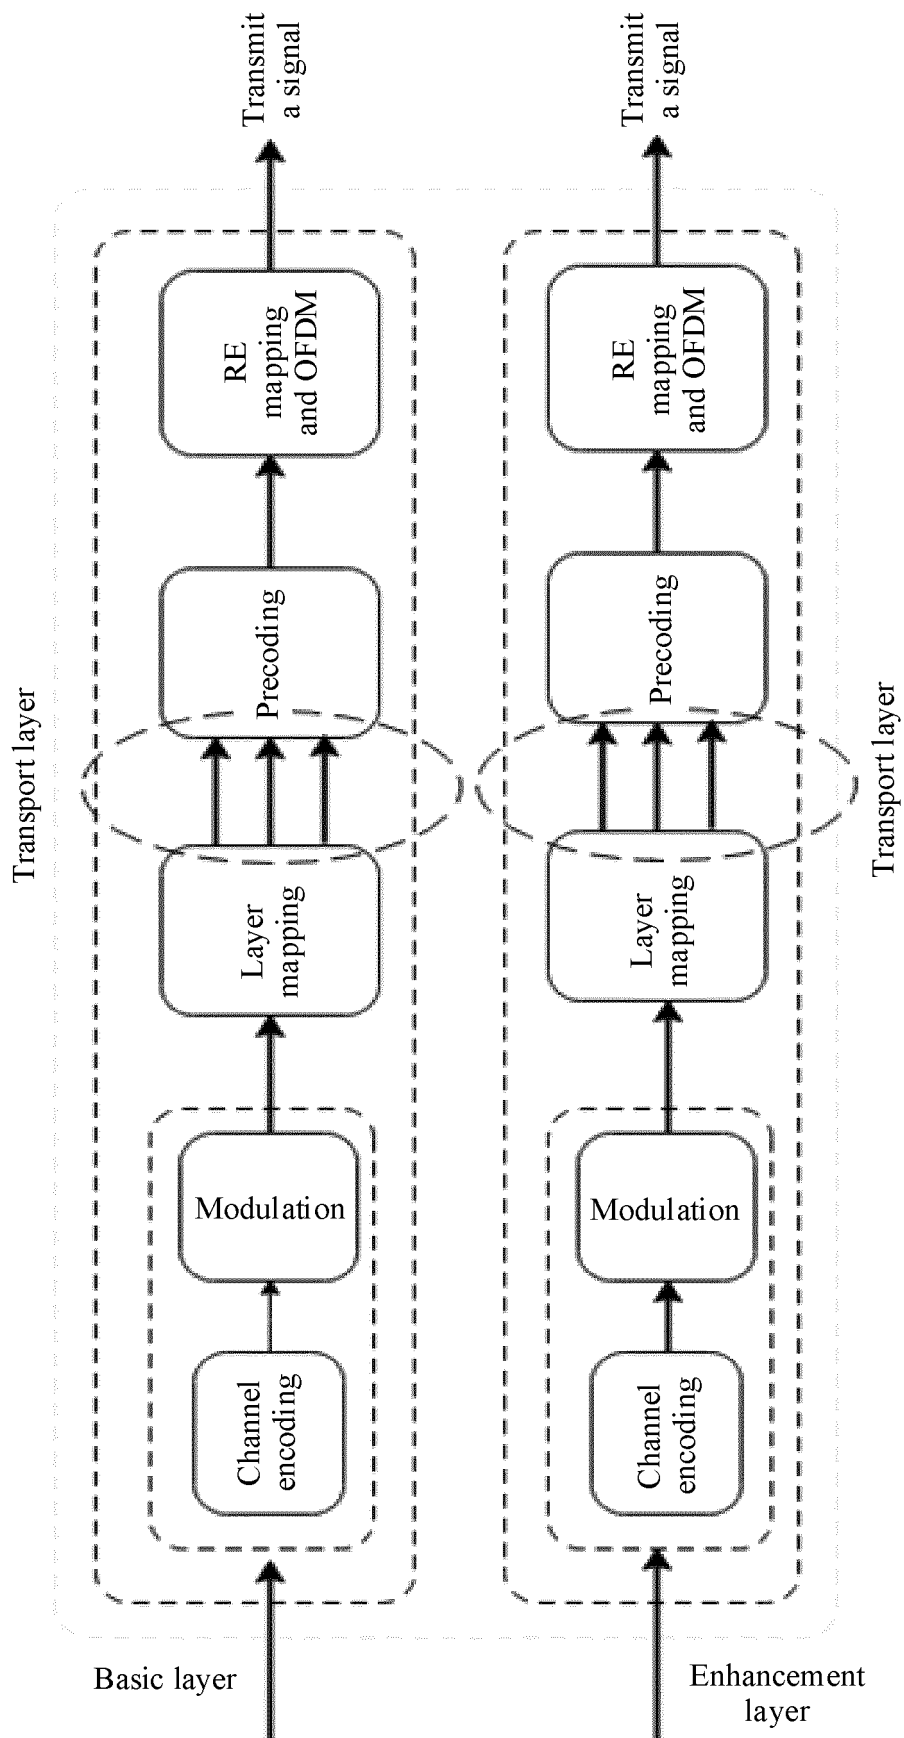 Basic layer
Channel
encoding
Modulation
Layer
mapping
Transport layer
Precoding
RE
mapping
and OFDM
Transmit
a signal
Enhancement
layer
Channel
encoding
Modulation
Layer
mapping
Transport layer
Precoding
RE
mapping
and OFDM
Transmit
a signal